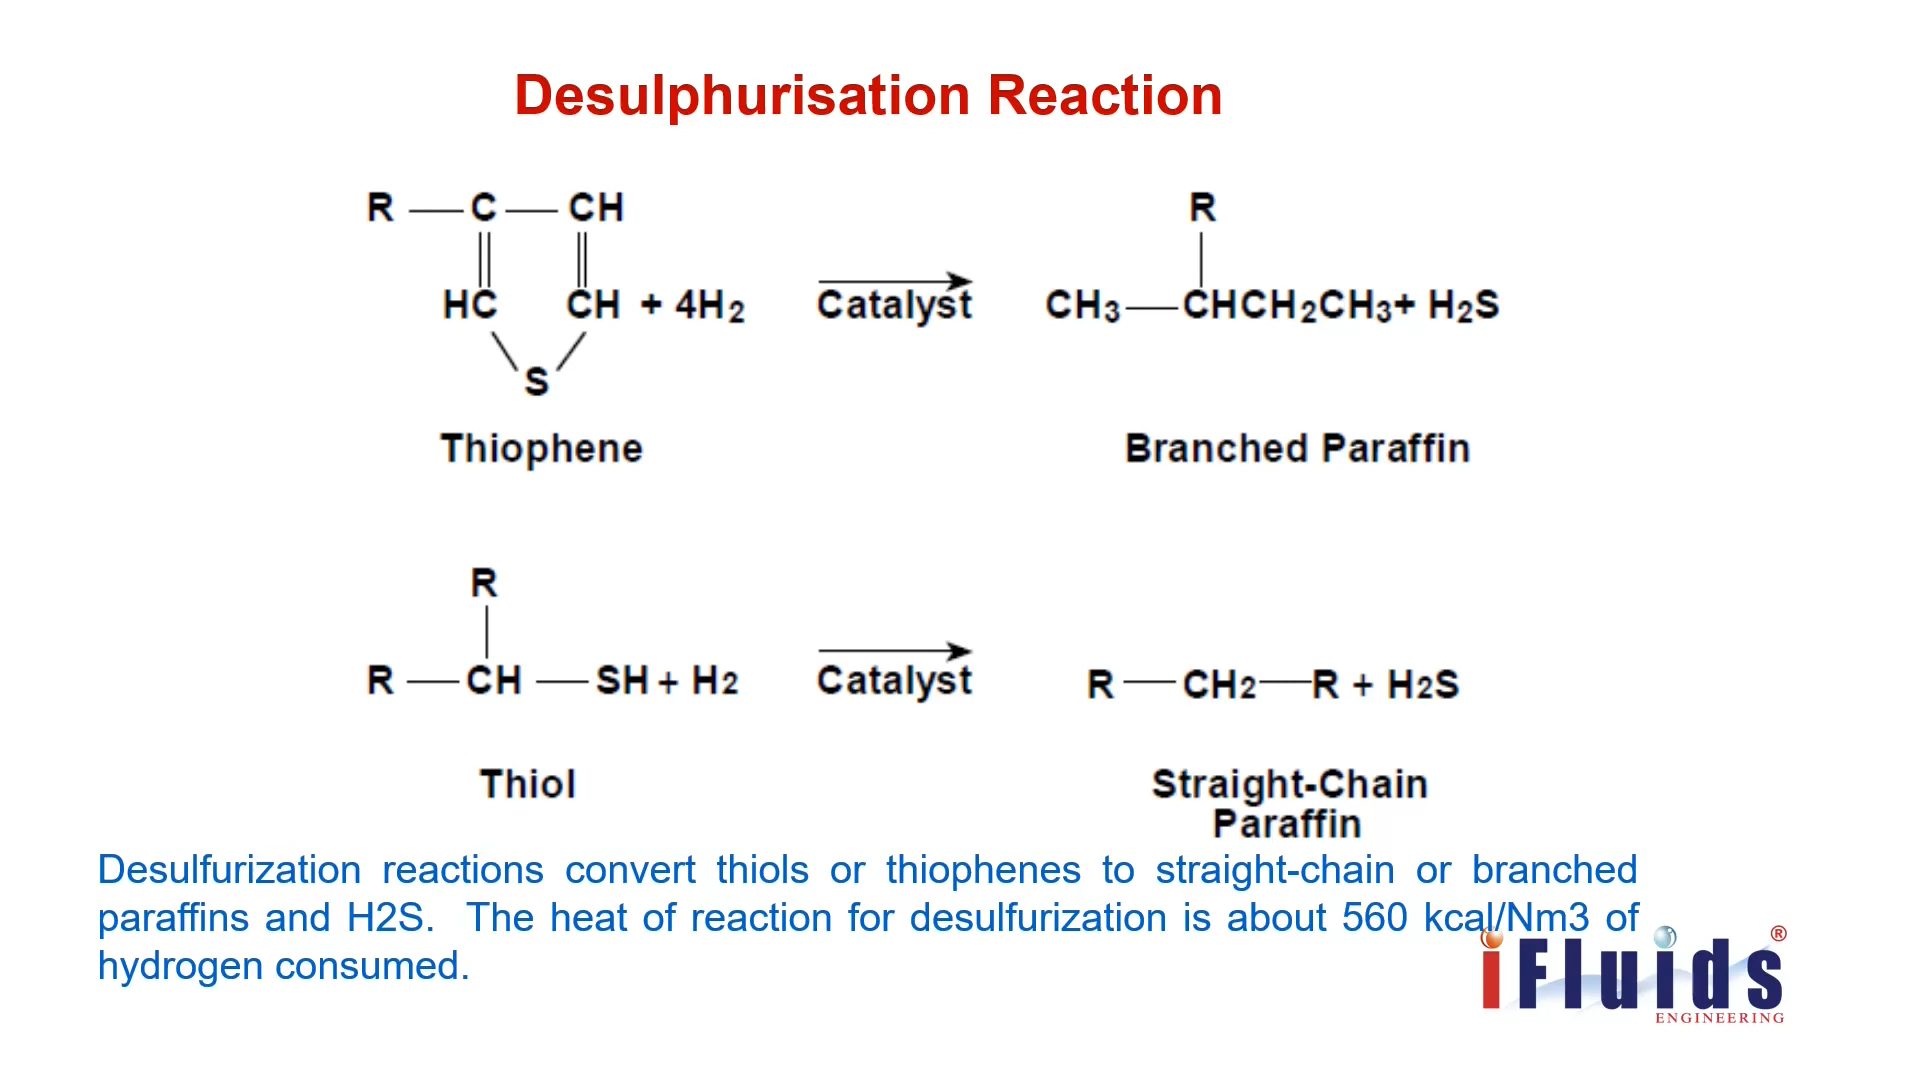 Desulphurisation Reaction
R — C — CH
R
HC CH + 4H2 Catalyst CH3—CHCH2CH3+ H2S
S
Thiophene Branched Paraffin
R
R — CH — SH + H2 Catalyst R — CH2—R + H2S
Thiol Straight-Chain
Paraffin
Desulfurization reactions convert thiols or thiophenes to straight-chain or branched
paraffins and H2S. The heat of reaction for desulfurization is about 560 kcal/Nm3 of
hydrogen consumed.
iFluids®
ENGINEERING